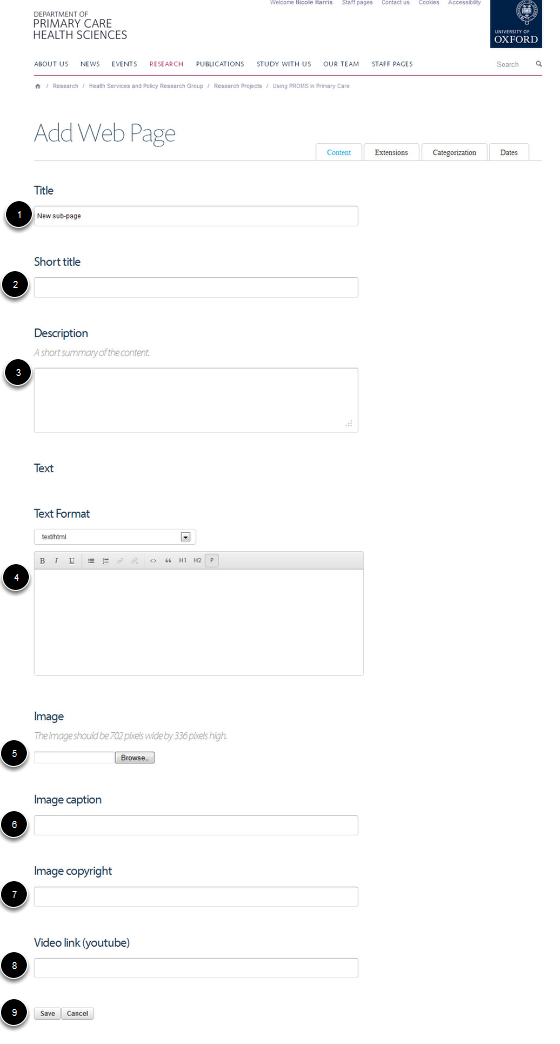 Welcome Nicole Harris Staff pages Contact us Cookies Accessibility
DEPARTMENT OF
PRIMARY CARE
HEALTH SCIENCES
UNIVERSITY OF
OXFORD
ABOUT US NEWS EVENTS RESEARCH PUBLICATIONS STUDY WITH US OUR TEAM STAFF PAGES Search
/ Research / Health Services and Policy Research Group / Research Projects / Using PROMS in Primary Care
Add Web Page
Content Extensions Categorization Dates
Title
1 New sub-page
Short title
2
Description
A short summary of the content.
3
Text
Text Format
text/html
B I U <> “ H1 H2 P
4
Image
The Image should be 702 pixels wide by 336 pixels high.
5 Browse..
Image caption
6
Image copyright
7
Video link (youtube)
8
9 Save Cancel